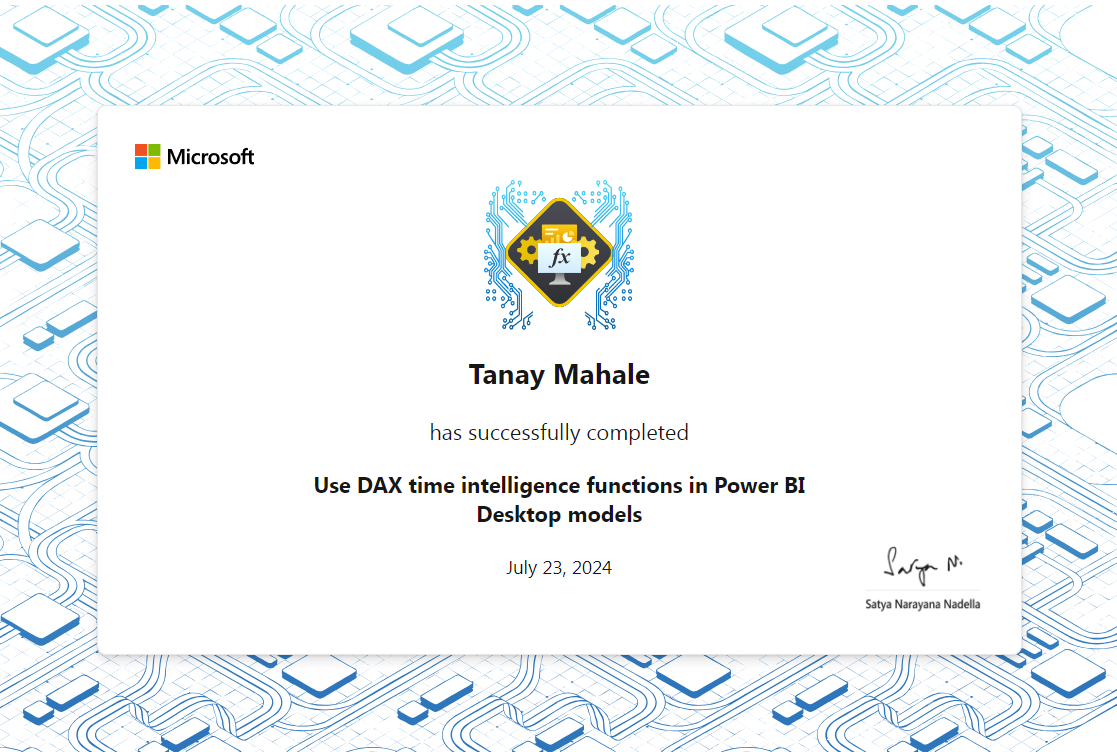 Microsoft
fx
Tanay Mahale
has successfully completed
Use DAX time intelligence functions in Power BI
Desktop models
July 23, 2024
Satya N.
Satya Narayana Nadella